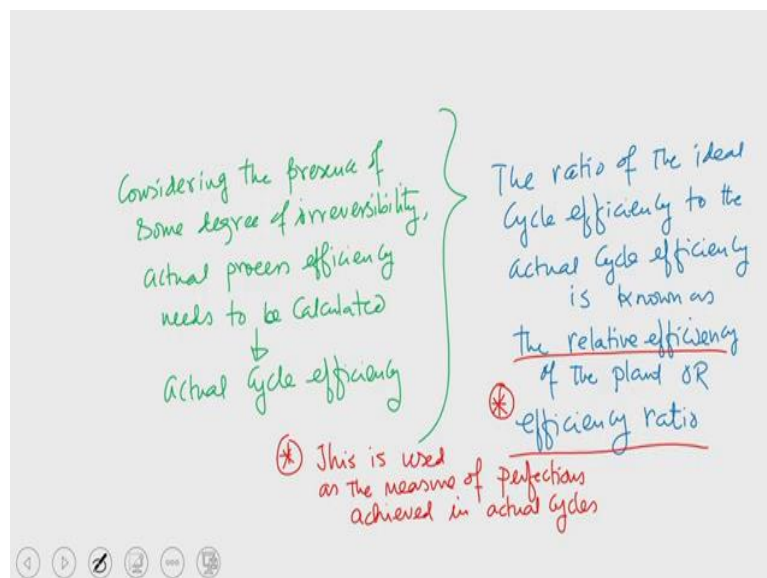 Considering the presence of
some degree of irreversibility,
actual process efficiency
needs to be calculated
↓
actual cycle efficiency
The ratio of the ideal
cycle efficiency to the
actual cycle efficiency
is known as
the relative efficiency
of the plant OR
* efficiency ratio
* This is used
as the measure of perfections
achieved in actual cycles